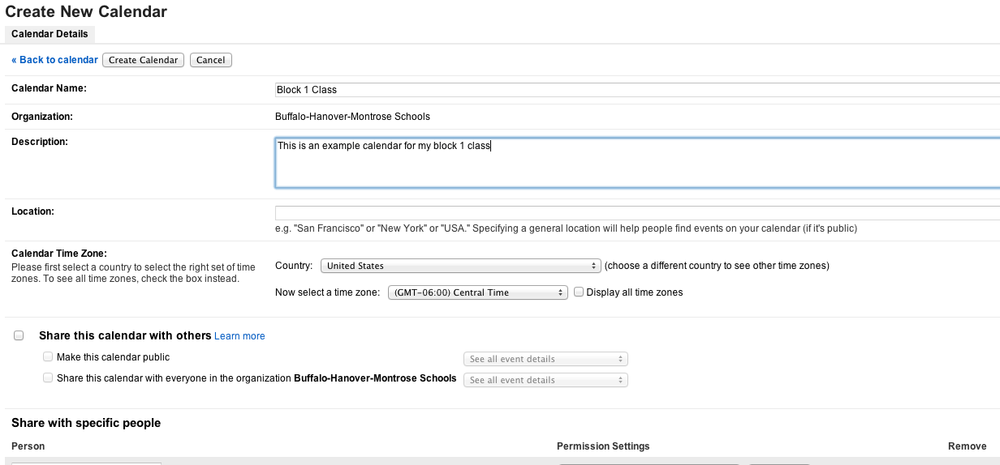 Create New Calendar
Calendar Details
« Back to calendar Create Calendar Cancel
Calendar Name: Block 1 Class
Organization: Buffalo-Hanover-Montrose Schools
Description: This is an example calendar for my block 1 class
Location:
e.g. "San Francisco" or "New York" or "USA." Specifying a general location will help people find events on your calendar (if it's public)
Calendar Time Zone:
Please first select a country to select the right set of time
zones. To see all time zones, check the box instead.
Country: United States (choose a different country to see other time zones)
Now select a time zone: (GMT-06:00) Central Time Display all time zones
Share this calendar with others Learn more
Make this calendar public See all event details
Share this calendar with everyone in the organization Buffalo-Hanover-Montrose Schools See all event details
Share with specific people
Person Permission Settings Remove